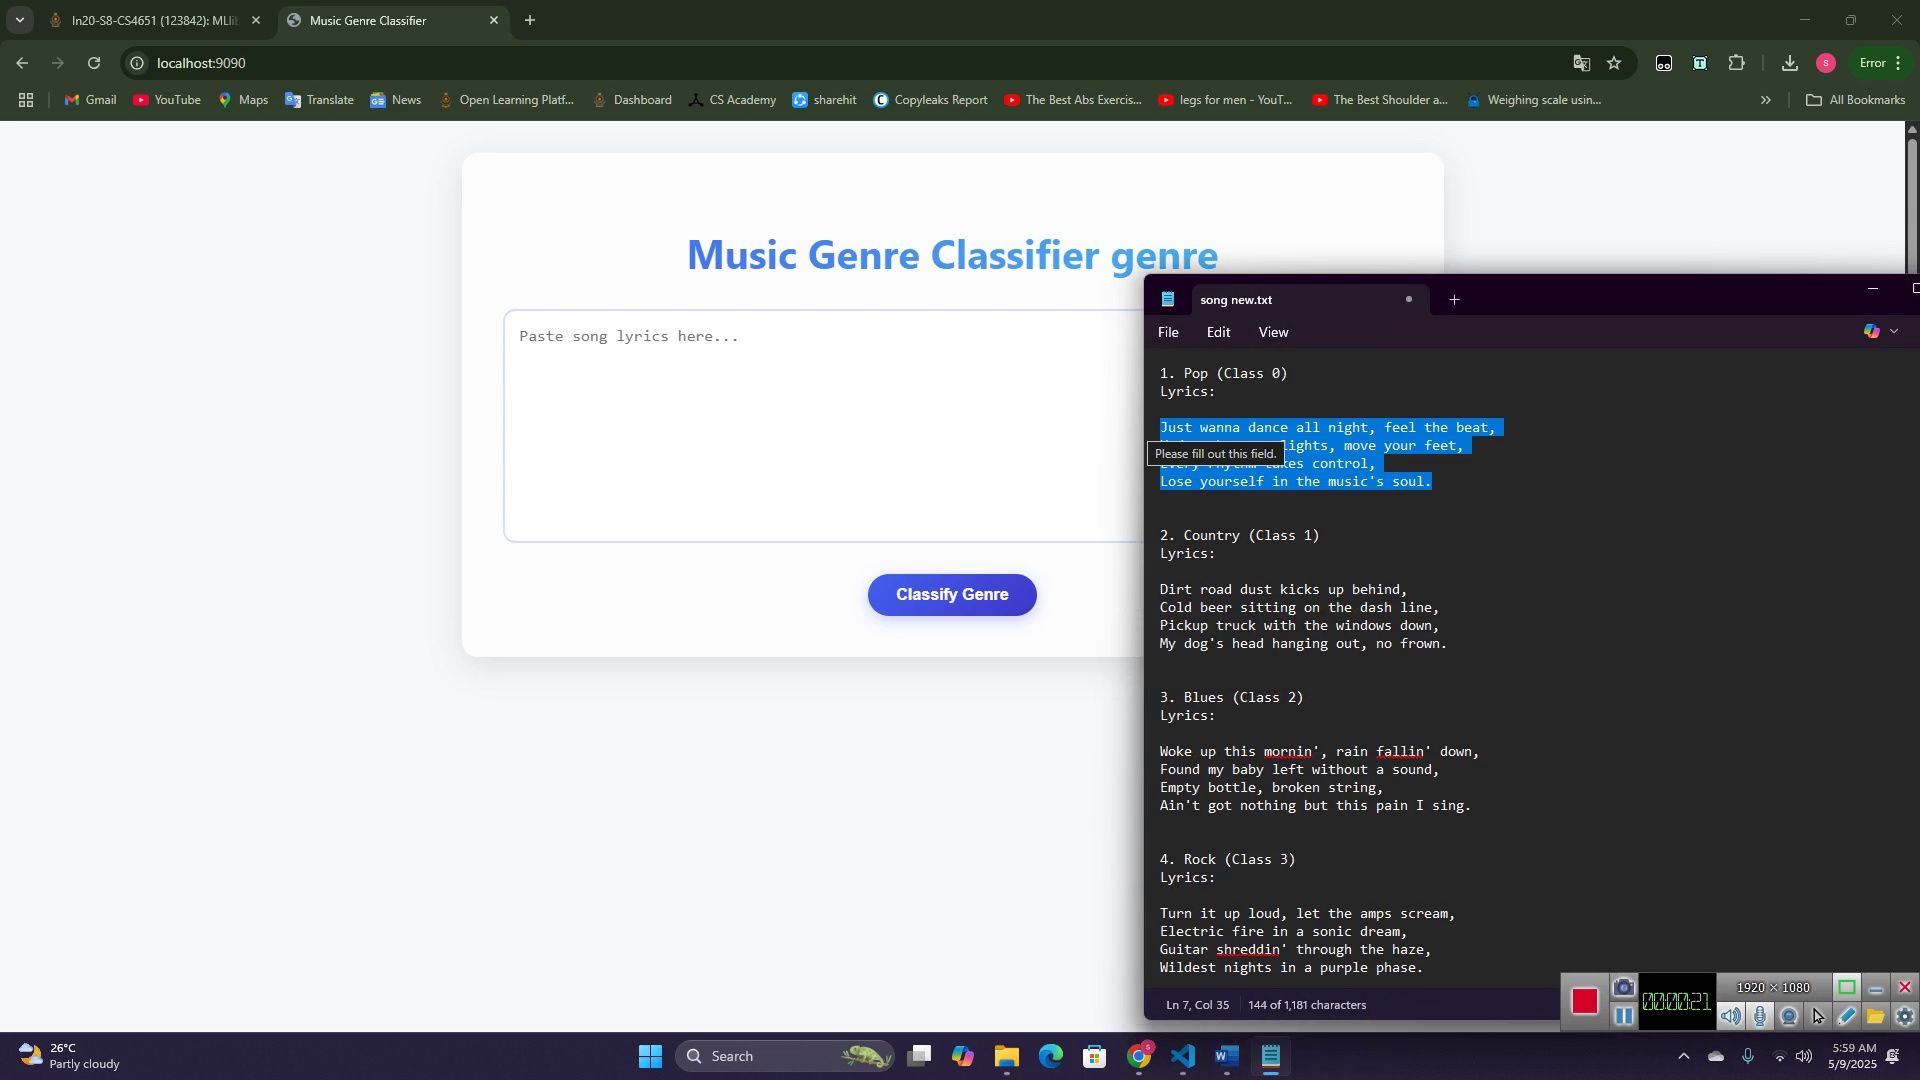 In20-S8-CS4651 (123842): MLli
Music Genre Classifier
localhost:9090
Error
Gmail
YouTube
Maps
Translate
News
Open Learning Platf...
Dashboard
CS Academy
sharehit
Copyleaks Report
The Best Abs Exercis...
legs for men - YouT...
The Best Shoulder a...
Weighing scale usin...
All Bookmarks
Music Genre Classifier genre
Paste song lyrics here...
Classify Genre
song new.txt
File
Edit
View
1. Pop (Class 0)
Lyrics:
Just wanna dance all night, feel the beat,
lights, move your feet,
Please fill out this field.
takes control,
Lose yourself in the music's soul.
2. Country (Class 1)
Lyrics:
Dirt road dust kicks up behind,
Cold beer sitting on the dash line,
Pickup truck with the windows down,
My dog's head hanging out, no frown.
3. Blues (Class 2)
Lyrics:
Woke up this mornin', rain fallin' down,
Found my baby left without a sound,
Empty bottle, broken string,
Ain't got nothing but this pain I sing.
4. Rock (Class 3)
Lyrics:
Turn it up loud, let the amps scream,
Electric fire in a sonic dream,
Guitar shreddin' through the haze,
Wildest nights in a purple phase.
Ln 7, Col 35
144 of 1,181 characters
1920 × 1080
00:00:21
26°C
Partly cloudy
Search
5:59 AM
5/9/2025